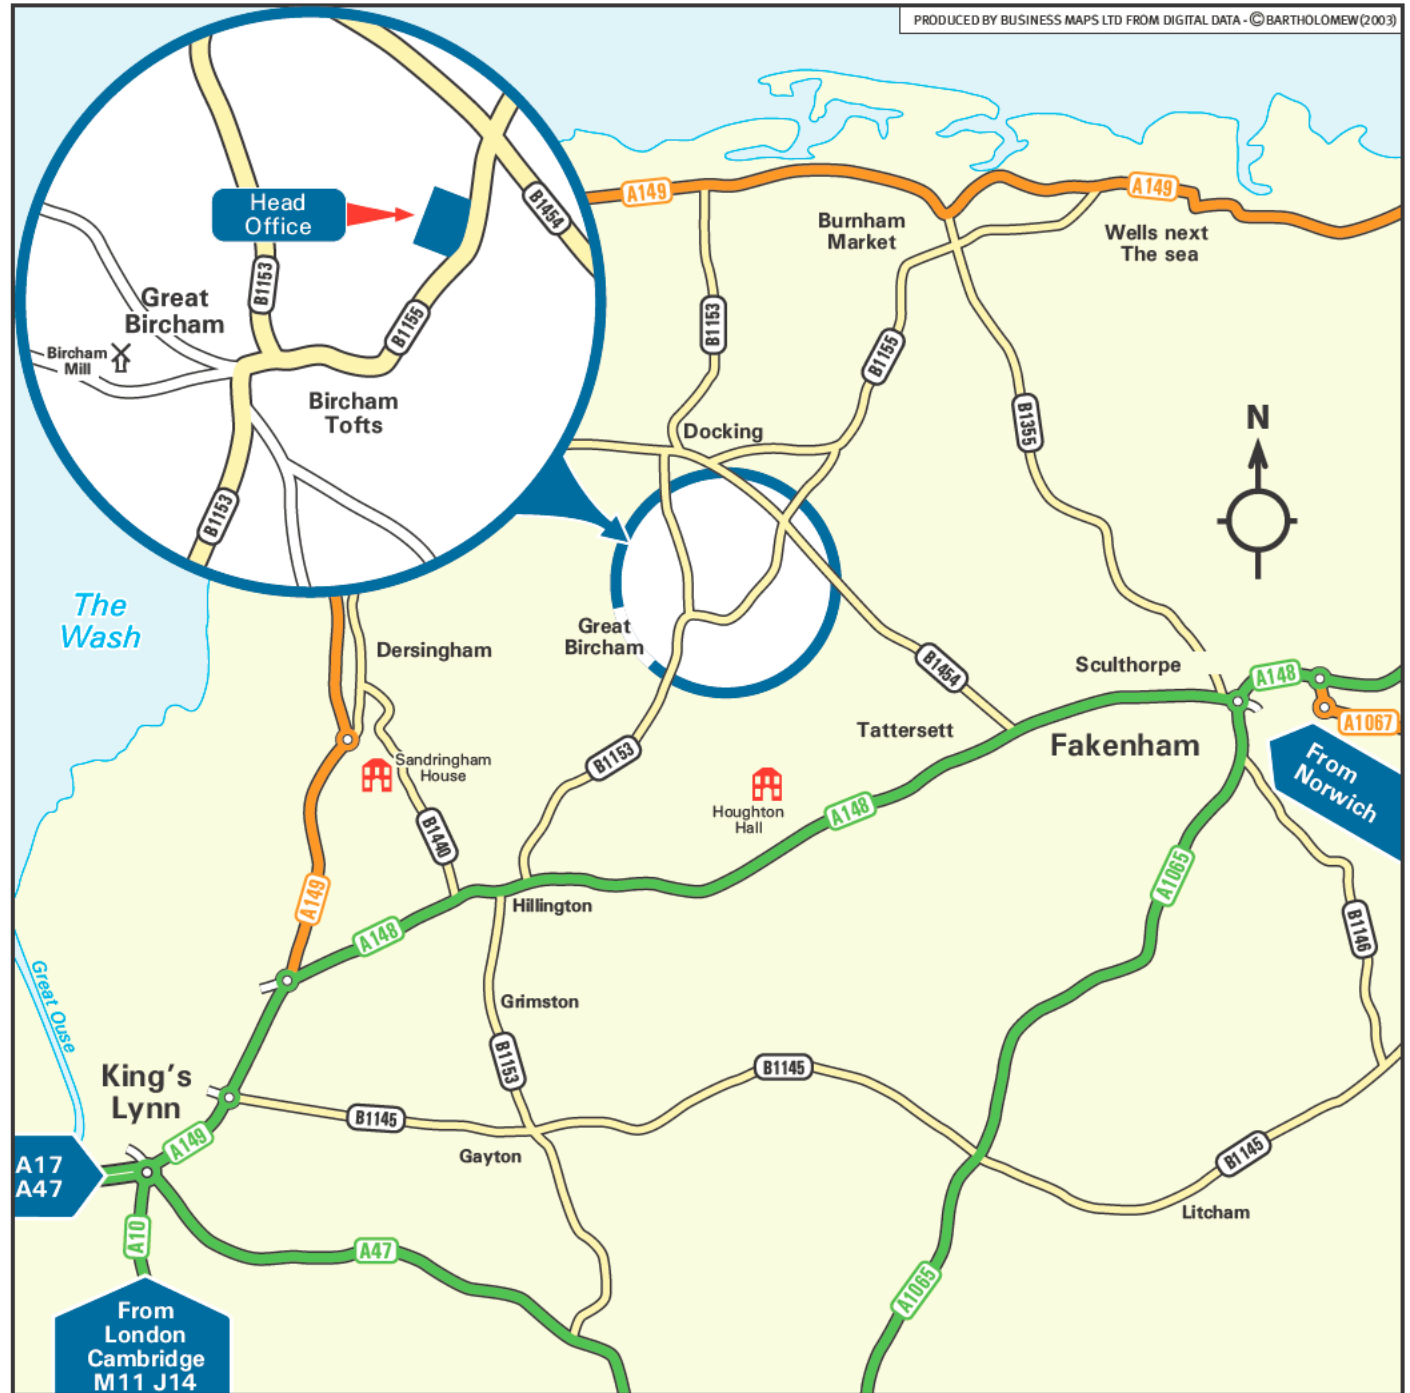 PRODUCED BY BUSINESS MAPS LTD FROM DIGITAL DATA - ©BARTHOLOMEW(2003)
Head
Office
B1454
B1153
Great
Bircham
Bircham
Mill
B1155
Bircham
Tofts
B1153
A149
A149
Burnham
Market
Wells next
The sea
B1153
B1155
B1355
Docking
N
The
Wash
Dersingham
Great
Bircham
B1454
Sculthorpe
A148
A1067
Tattersett
Fakenham
From
Norwich
Sandringham
House
B1153
Houghton
Hall
A148
B1440
A1065
A149
Hillington
A148
B1146
Great Ouse
Grimston
King's
Lynn
B1153
B1145
B1145
A149
Gayton
B1145
A17
A47
Litcham
A10
A47
A1065
From
London
Cambridge
M11 J14